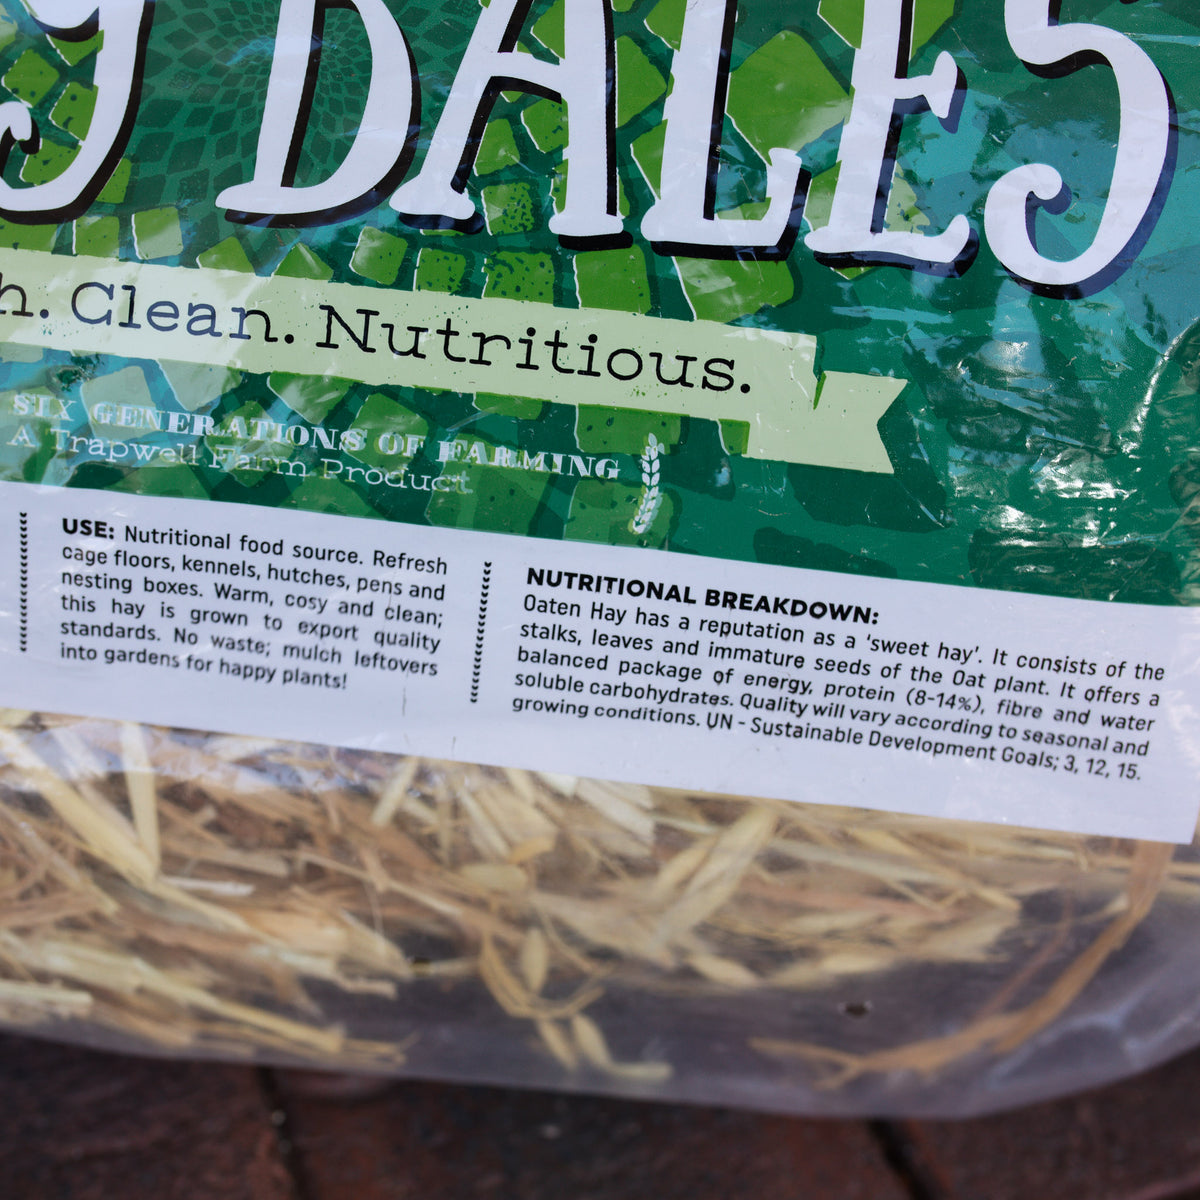 DALES
Clean. Nutritious.
SIX GENERATIONS OF FARMING
A Trapwell Farm Product
USE: Nutritional food source. Refresh
cage floors, kennels, hutches, pens and
nesting boxes. Warm, cosy and clean;
this hay is grown to export quality
standards. No waste; mulch leftovers
into gardens for happy plants!
NUTRITIONAL BREAKDOWN:
Oaten Hay has a reputation as a 'sweet hay'. It consists of the
stalks, leaves and immature seeds of the Oat plant. It offers a
balanced package of energy, protein (8-14%), fibre and water
soluble carbohydrates. Quality will vary according to seasonal and
growing conditions. UN - Sustainable Development Goals; 3, 12, 15.